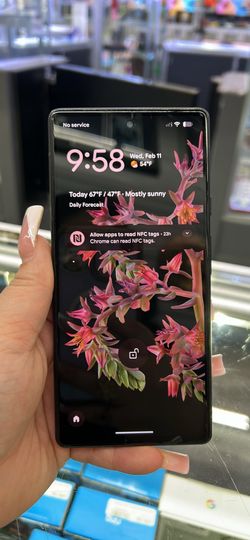 No service
9:58
Wed, Feb 11
54°F
Today 67°F / 47°F • Mostly sunny
Daily Forecast
Allow apps to read NFC tags. • 23h
Chrome can read NFC tags.